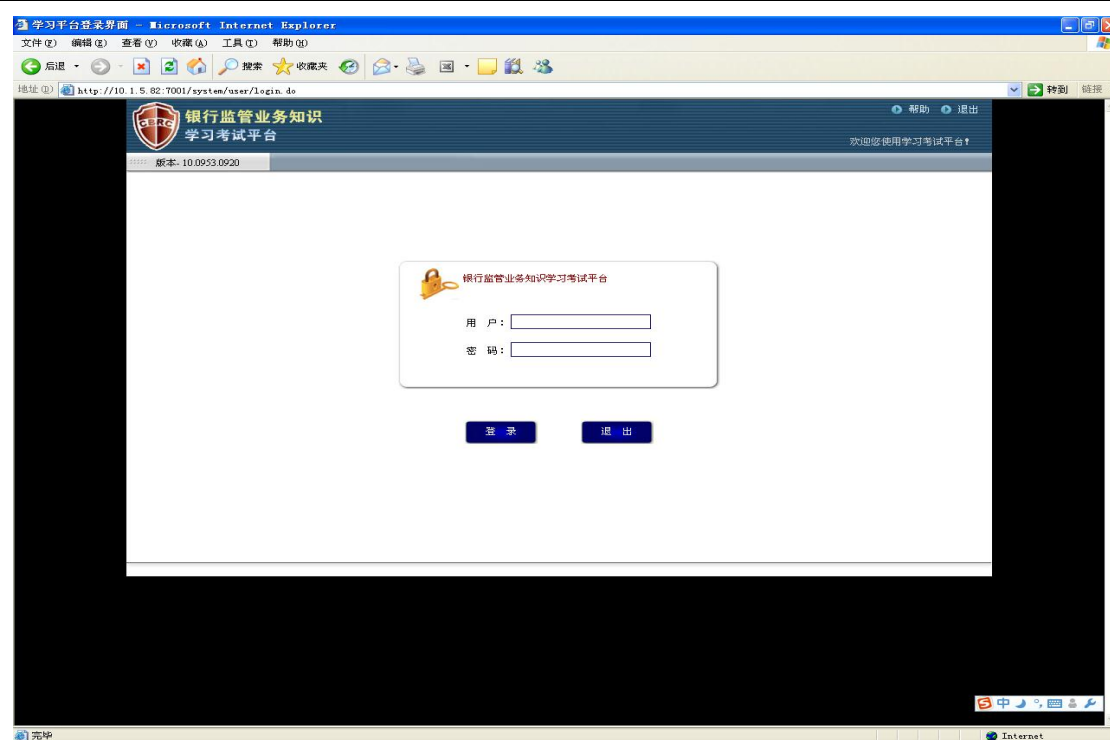 学习平台登录界面 - Microsoft Internet Explorer
文件(F) 编辑(E) 查看(V) 收藏(A) 工具(T) 帮助(H)
后退 搜索 收藏夹
地址(D) http://10.1.5.82:7001/system/user/login.do 转到 链接
CBRC 银行监管业务知识
学习考试平台
帮助 退出
欢迎您使用学习考试平台!
版本- 10.0953.0920
银行监管业务知识学习考试平台
用 户:
密 码:
登 录 退 出
中
完毕 Internet